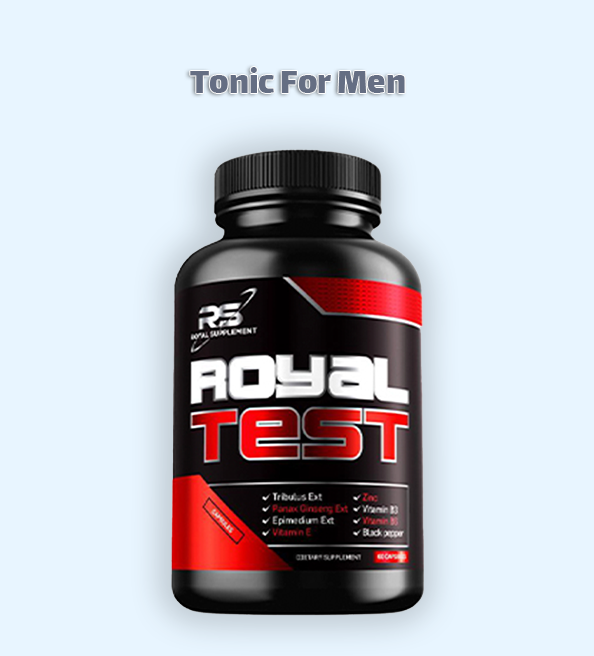 Tonic For Men
RS
ROYAL SUPPLEMENT
ROYAL
TEST
✓ Tribulus Ext ✓ Zinc
✓ Panax Ginseng Ext ✓ Vitamin B3
✓ Epimedium Ext ✓ Vitamin
✓ Vitamin E ✓ Black pepper
CAPSULES
DIETARY SUPPLEMENT 60 CAPSULES